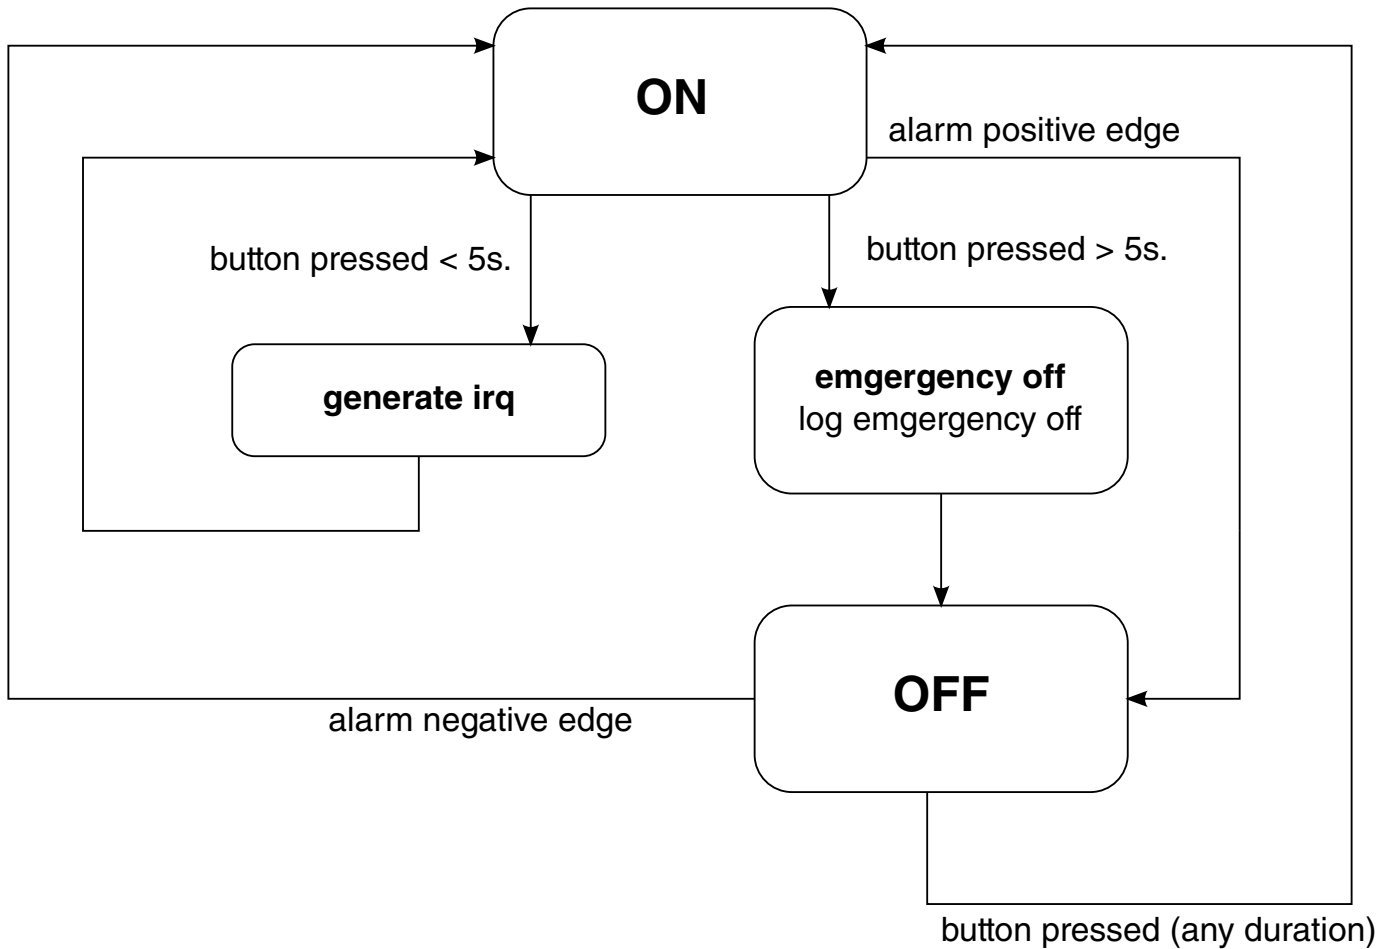 ON
alarm positive edge
button pressed < 5s.
button pressed > 5s.
generate irq
emgergency off
log emgergency off
OFF
alarm negative edge
button pressed (any duration)